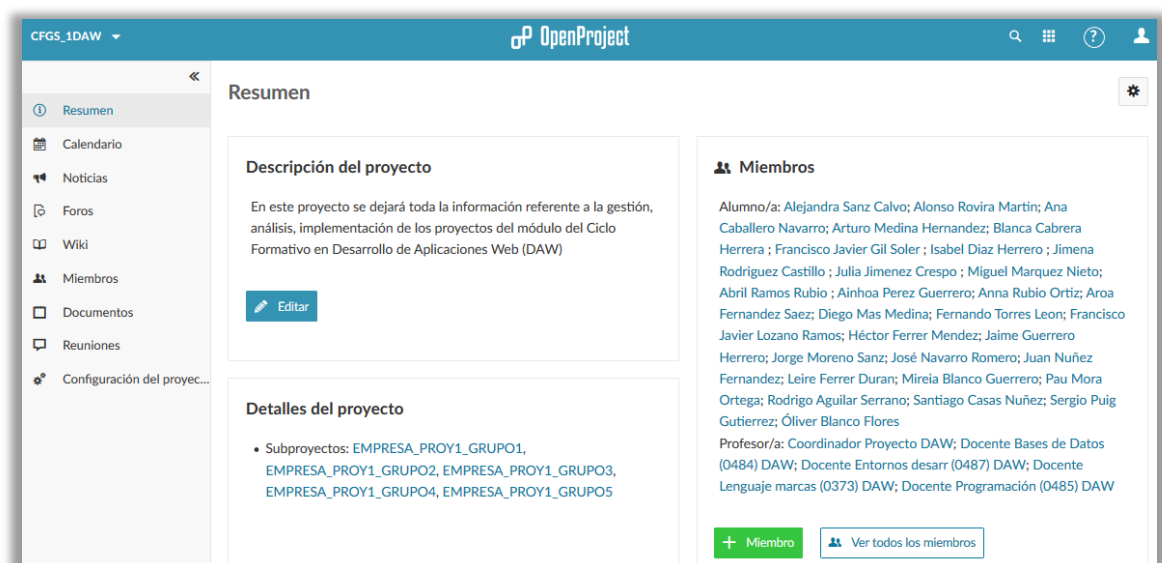 CFGS_1DAW
OpenProject
Resumen
Calendario
Noticias
Foros
Wiki
Miembros
Documentos
Reuniones
Configuración del proyec...
Resumen
Descripción del proyecto
En este proyecto se dejará toda la información referente a la gestión,
análisis, implementación de los proyectos del módulo del Ciclo
Formativo en Desarrollo de Aplicaciones Web (DAW)
Editar
Detalles del proyecto
• Subproyectos: EMPRESA_PROY1_GRUPO1,
EMPRESA_PROY1_GRUPO2, EMPRESA_PROY1_GRUPO3,
EMPRESA_PROY1_GRUPO4, EMPRESA_PROY1_GRUPO5
Miembros
Alumno/a: Alejandra Sanz Calvo; Alonso Rovira Martin; Ana
Caballero Navarro; Arturo Medina Hernandez; Blanca Cabrera
Herrera ; Francisco Javier Gil Soler ; Isabel Diaz Herrero ; Jimena
Rodriguez Castillo ; Julia Jimenez Crespo ; Miguel Marquez Nieto;
Abril Ramos Rubio ; Ainhoa Perez Guerrero; Anna Rubio Ortiz; Aroa
Fernandez Saez; Diego Mas Medina; Fernando Torres Leon; Francisco
Javier Lozano Ramos; Héctor Ferrer Mendez; Jaime Guerrero
Herrero; Jorge Moreno Sanz; José Navarro Romero; Juan Nuñez
Fernandez; Leire Ferrer Duran; Mireia Blanco Guerrero; Pau Mora
Ortega; Rodrigo Aguilar Serrano; Santiago Casas Nuñez; Sergio Puig
Gutierrez; Óliver Blanco Flores
Profesor/a: Coordinador Proyecto DAW; Docente Bases de Datos
(0484) DAW; Docente Entornos desarr (0487) DAW; Docente
Lenguaje marcas (0373) DAW; Docente Programación (0485) DAW
+ Miembro
Ver todos los miembros